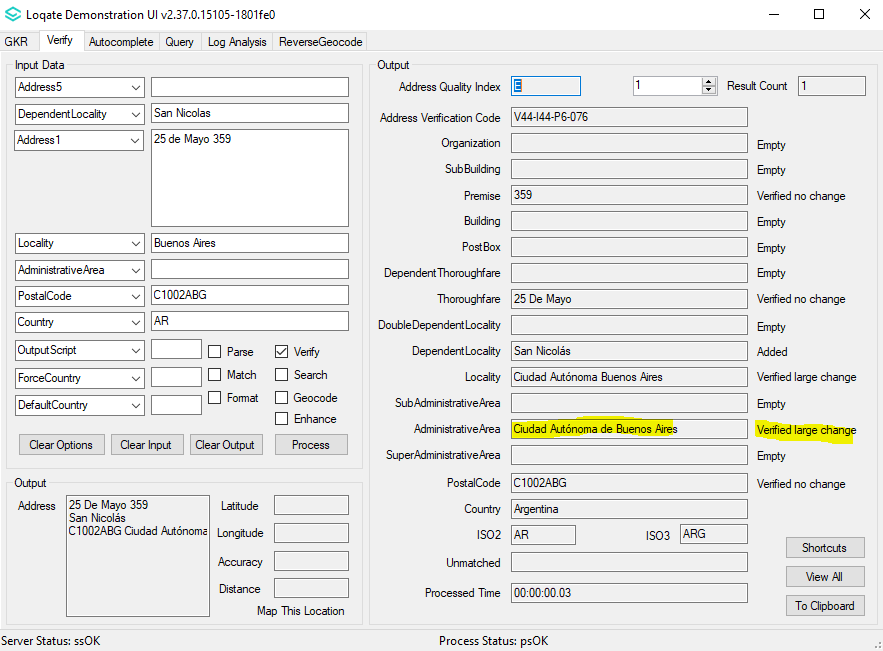 Loqate Demonstration UI v2.37.0.15105-1801fe0
GKR Verify Autocomplete Query Log Analysis ReverseGeocode
Input Data
Address5
DependentLocality San Nicolas
Address1 25 de Mayo 359
Locality Buenos Aires
AdministrativeArea
PostalCode C1002ABG
Country AR
OutputScript Parse Verify
ForceCountry Match Search
DefaultCountry Format Geocode
Enhance
Clear Options Clear Input Clear Output Process
Output
Address 25 De Mayo 359
San Nicolás
C1002ABG Ciudad Autónoma
Latitude
Longitude
Accuracy
Distance
Map This Location
Output
Address Quality Index E 1 Result Count 1
Address Verification Code V44-I44-P6-076
Organization Empty
SubBuilding Empty
Premise 359 Verified no change
Building Empty
PostBox Empty
DependentThoroughfare Empty
Thoroughfare 25 De Mayo Verified no change
DoubleDependentLocality Empty
DependentLocality San Nicolás Added
Locality Ciudad Autónoma Buenos Aires Verified large change
SubAdministrativeArea Empty
AdministrativeArea Ciudad Autónoma de Buenos Aires Verified large change
SuperAdministrativeArea Empty
PostalCode C1002ABG Verified no change
Country Argentina
ISO2 AR ISO3 ARG
Unmatched
Processed Time 00:00:00.03
Shortcuts
View All
To Clipboard
Server Status: ssOK Process Status: psOK